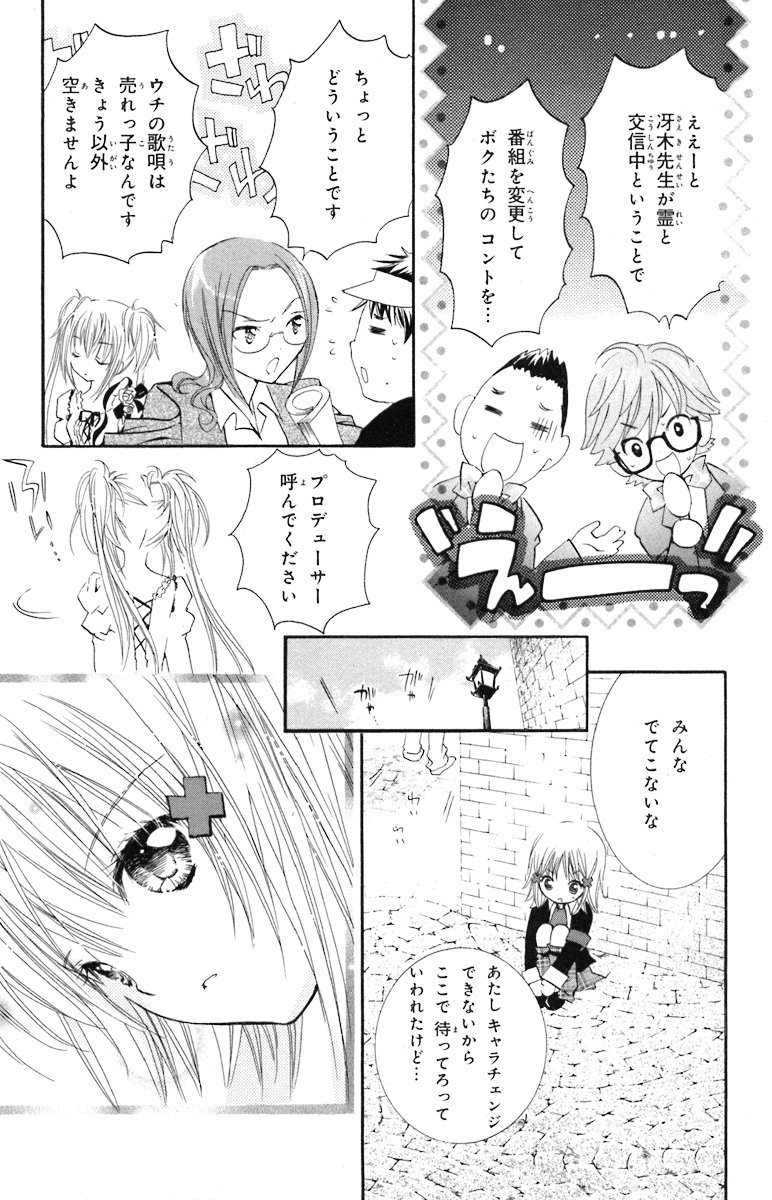 ええーと
冴木先生が霊と
交信中ということで
番組を変更して
ボクたちの コントを…
じえーっ
ちょっと
どういうことです
ざわ
ざわ
ウチの歌唄は
売れっ子なんです
きょう以外
空きませんよ
プロデューサー
呼んでください
みんな
でてこないな
あたし キャラチェンジ
できないから
ここで 待ってろって
いわれたけど…